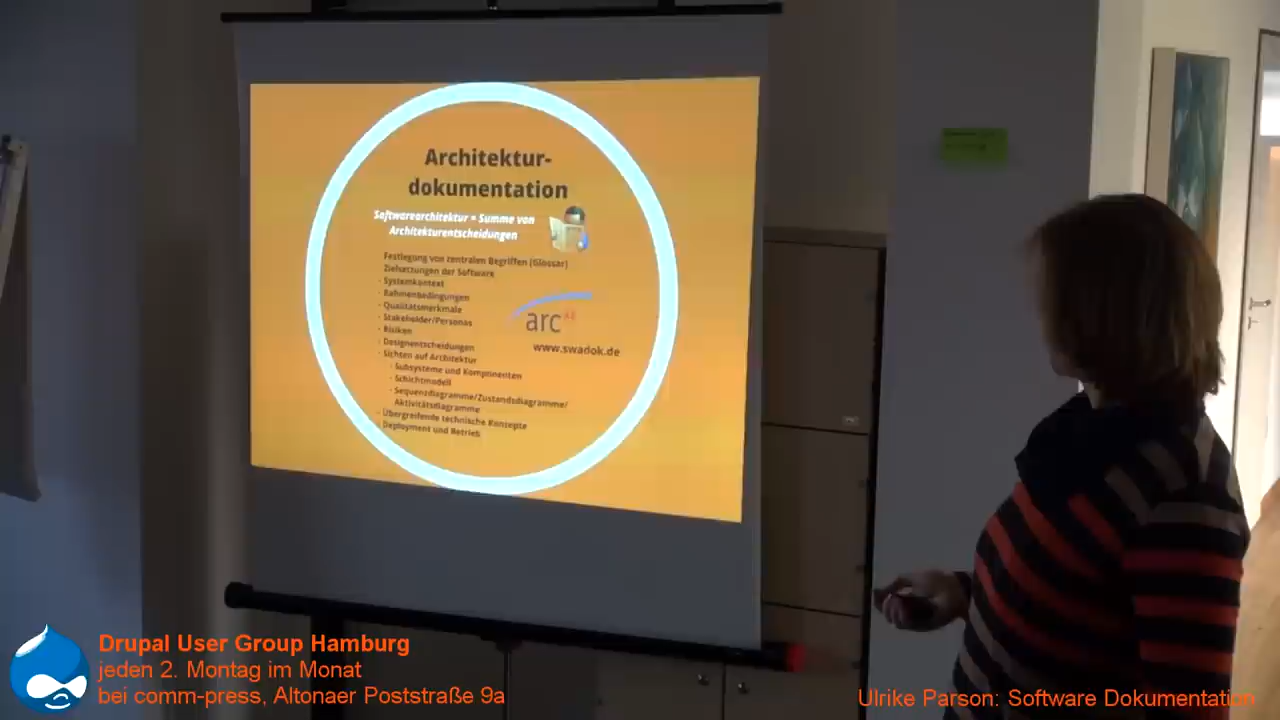 Architektur-
dokumentation
Softwarearchitektur = Summe von
Architekturentscheidungen
Festlegung von zentralen Begriffen (Glossar)
Zielsetzungen der Software
- Systemkontext
- Rahmenbedingungen
- Qualitätsmerkmale
- Stakeholder/Personas
- Risiken
- Designentscheidungen
- Sichten auf Architektur
- Subsysteme und Komponenten
- Schichtmodell
- Sequenzdiagramme/Zustandsdiagramme/
Aktivitätsdiagramme
- Übergreifende technische Konzepte
- Deployment und Betrieb
arc
www.swadok.de
Drupal User Group Hamburg
jeden 2. Montag im Monat
bei comm-press, Altonaer Poststraße 9a
Ulrike Parson: Software Dokumentation